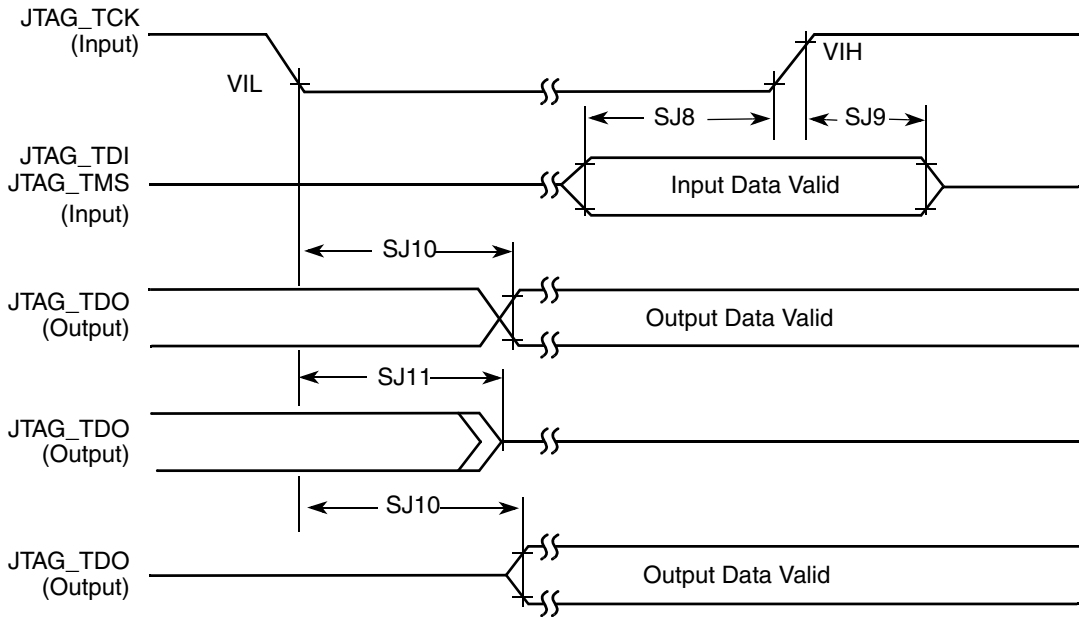 JTAG_TCK
(Input)
VIL
VIH
SJ8
SJ9
JTAG_TDI
JTAG_TMS
(Input)
Input Data Valid
SJ10
JTAG_TDO
(Output)
Output Data Valid
SJ11
JTAG_TDO
(Output)
SJ10
JTAG_TDO
(Output)
Output Data Valid